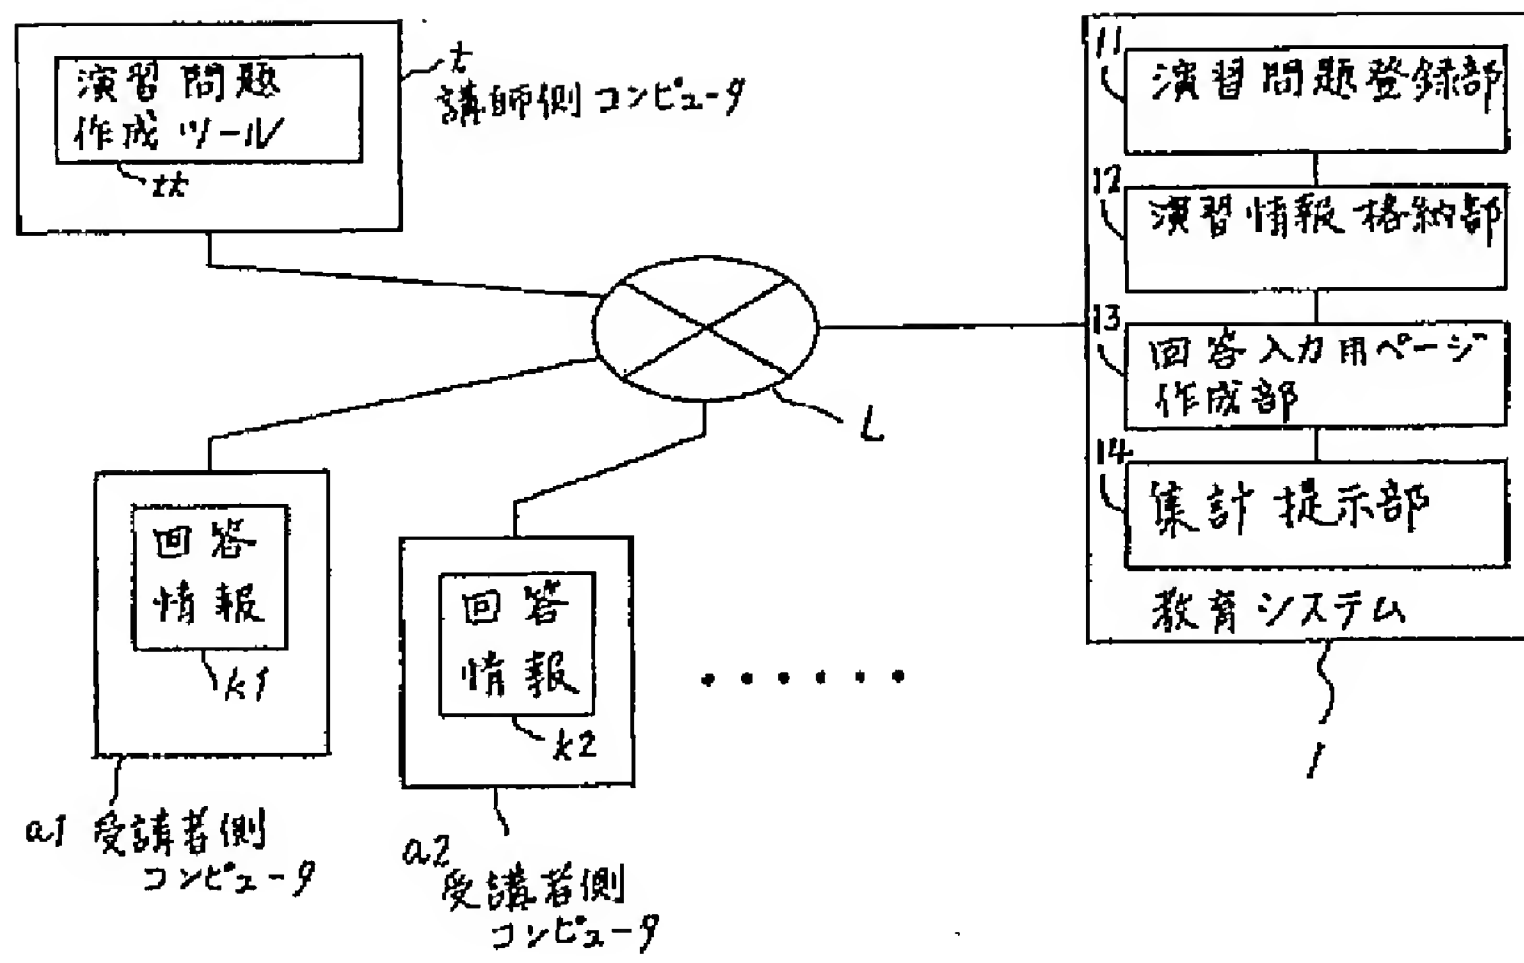 演習問題
作成ツール
tt
t
講師側コンピュータ
11
演習問題登録部
12
演習情報格納部
13
回答入力用ページ
作成部
14
集計提示部
教育システム
1
L
回答
情報
k1
a1 受講者側
コンピュータ
回答
情報
k2
a2
受講者側
コンピュータ